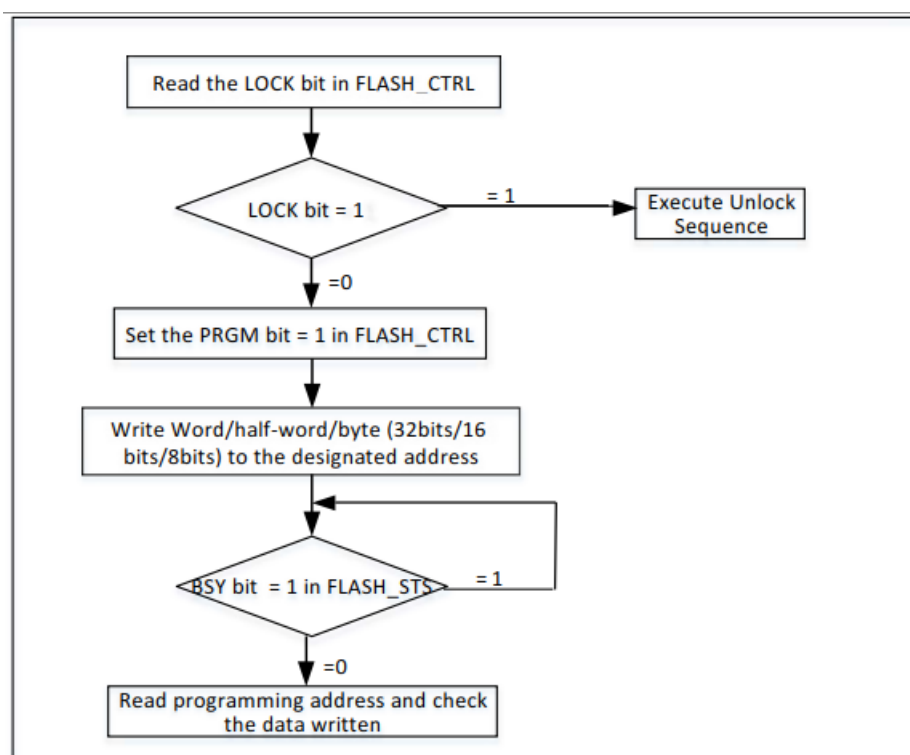 Read the LOCK bit in FLASH_CTRL
LOCK bit = 1
= 1
Execute Unlock
Sequence
=0
Set the PRGM bit = 1 in FLASH_CTRL
Write Word/half-word/byte (32bits/16
bits/8bits) to the designated address
BSY bit = 1 in FLASH_STS
= 1
=0
Read programming address and check
the data written